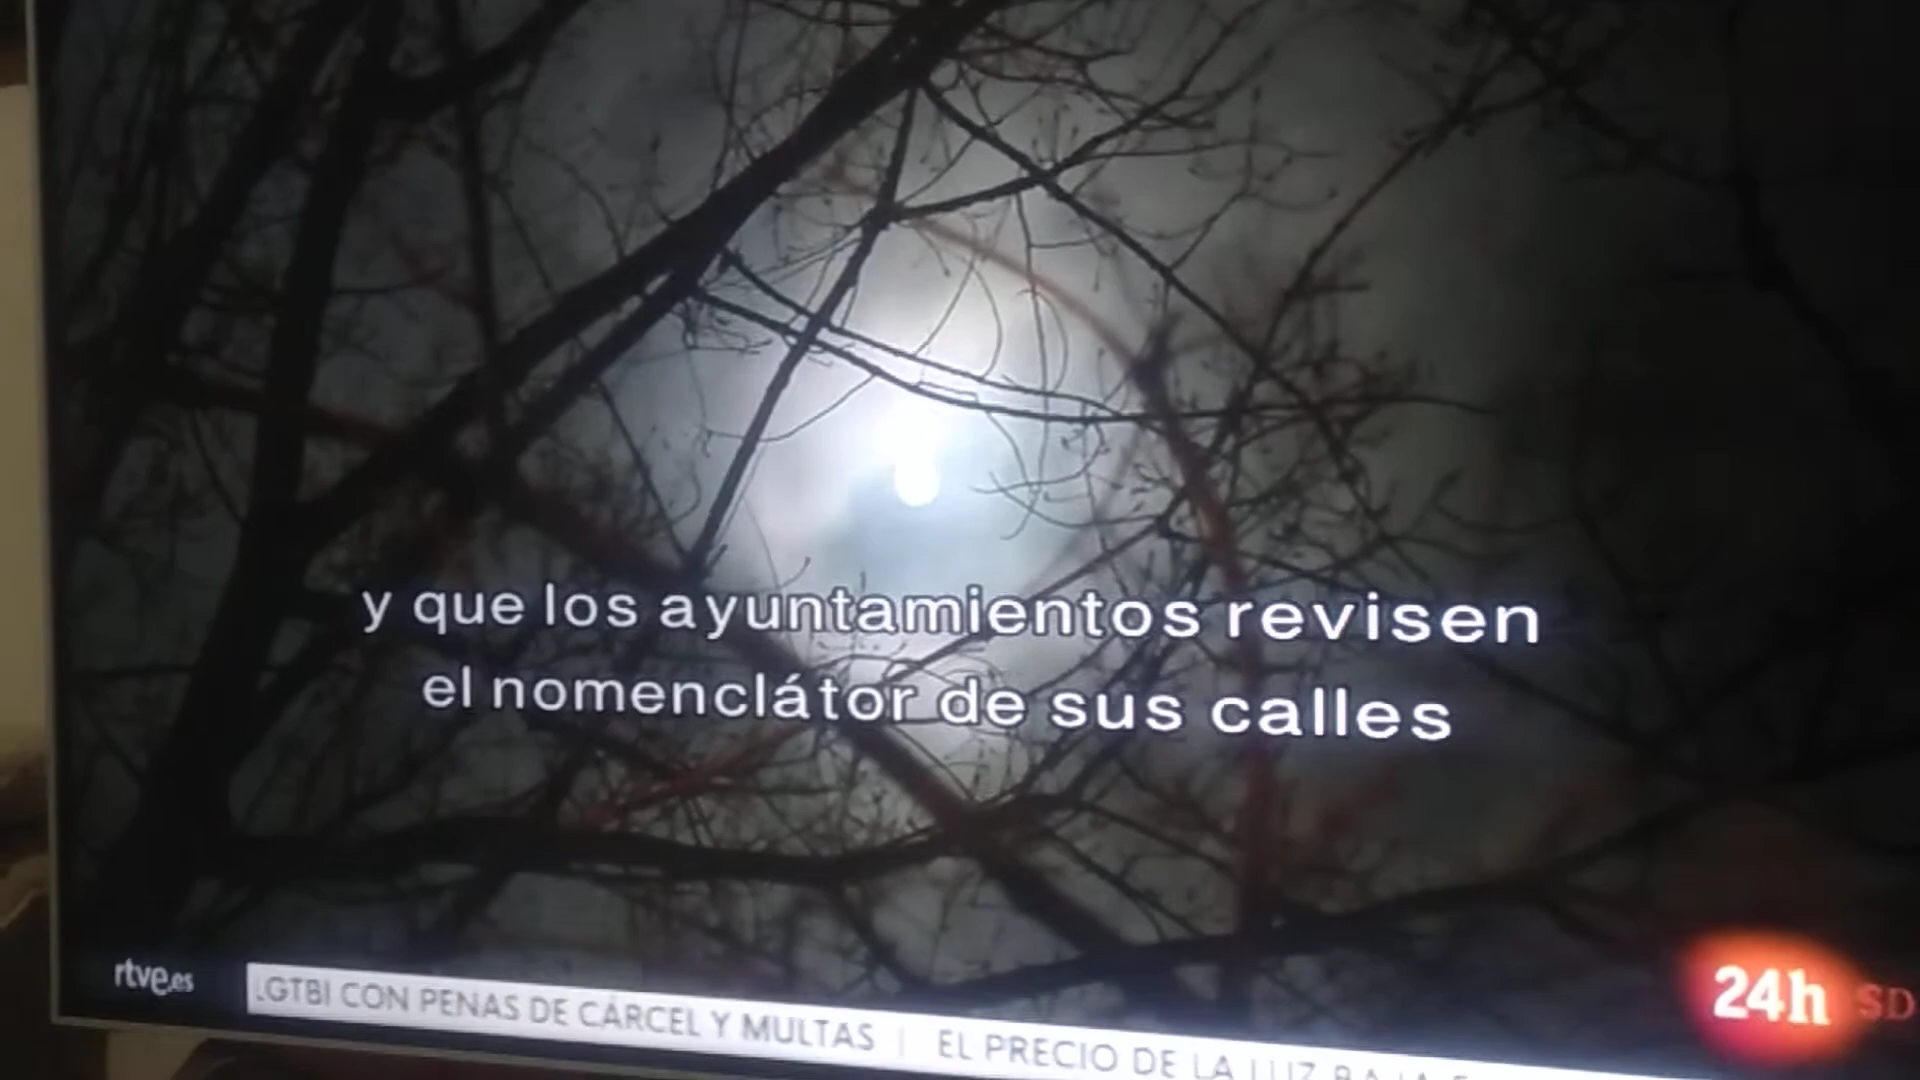 y que los ayuntamientos revisen
el nomenclátor de sus calles
rtve.es
LGTBI CON PENAS DE CÁRCEL Y MULTAS | EL PRECIO DE LA LUZ BAJA
24h SD